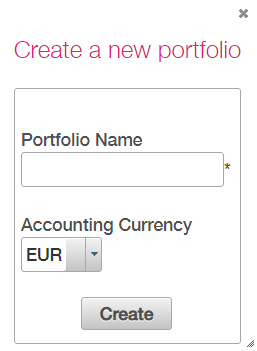 Create a new portfolio
Portfolio Name
*
Accounting Currency
EUR
Create